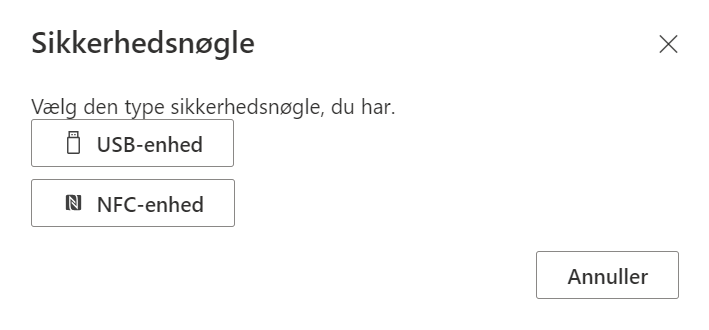 Sikkerhedsnøgle
Vælg den type sikkerhedsnøgle, du har.
USB-enhed
NFC-enhed
Annuller